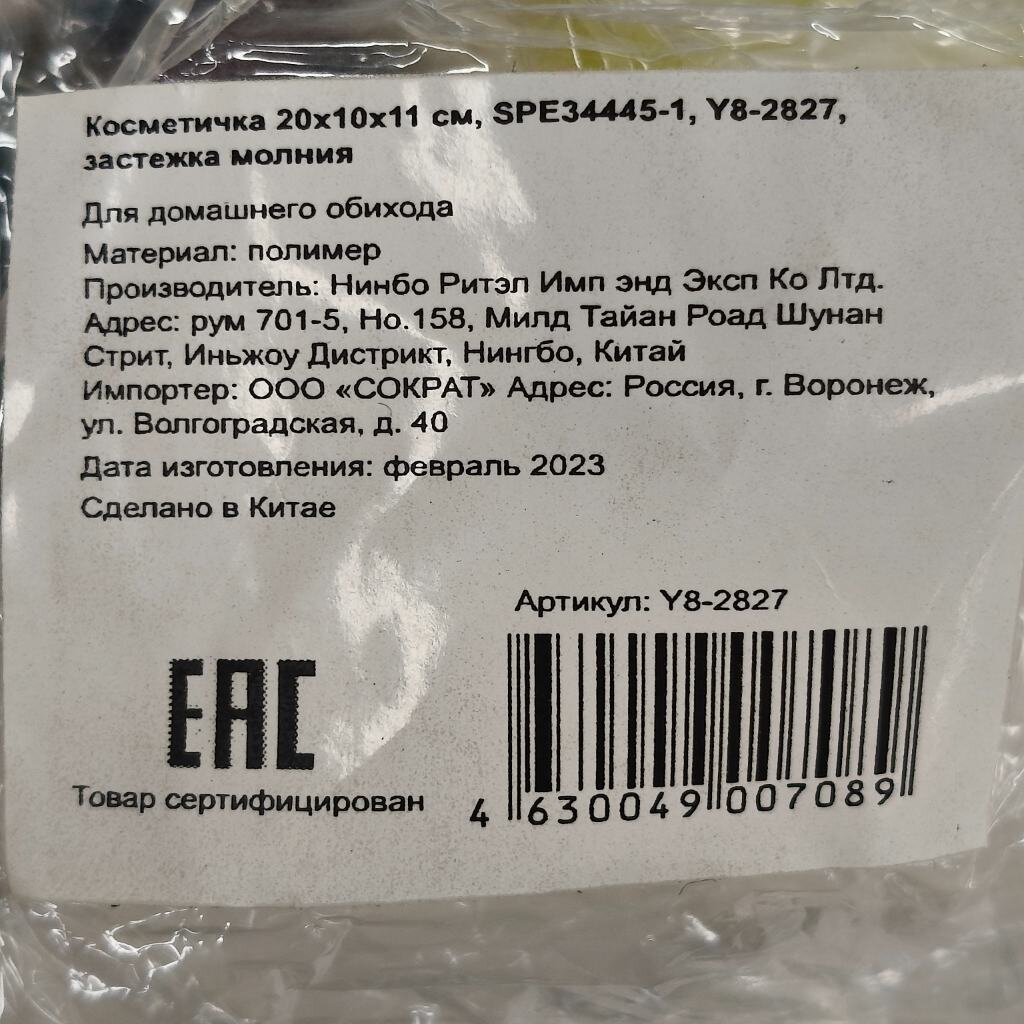 Косметичка 20х10х11 см, SPE34445-1, Y8-2827,
застежка молния
Для домашнего обихода
Материал: полимер
Производитель: Нинбо Ритэл Имп энд Эксп Ко Лтд.
Адрес: рум 701-5, Но.158, Милд Тайан Роад Шунан
Стрит, Иньжоу Дистрикт, Нингбо, Китай
Импортер: ООО «СОКРАТ» Адрес: Россия, г. Воронеж,
ул. Волгоградская, д. 40
Дата изготовления: февраль 2023
Сделано в Китае
Артикул: Y8-2827
EAC
Товар сертифицирован
4 630049 007089